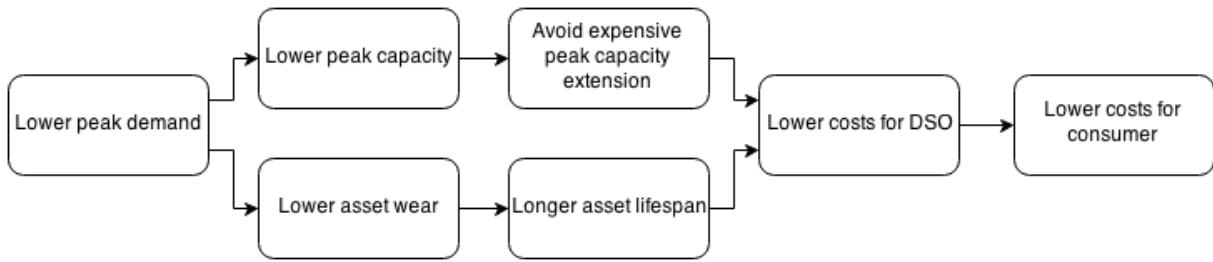 Lower peak demand
Lower peak capacity
Avoid expensive
peak capacity
extension
Lower asset wear
Longer asset lifespan
Lower costs for DSO
Lower costs for
consumer